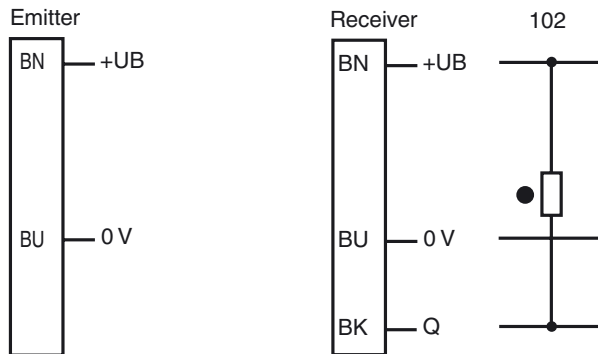 Emitter
BN +UB
BU 0 V
Receiver
BN +UB
BU 0 V
BK Q
102